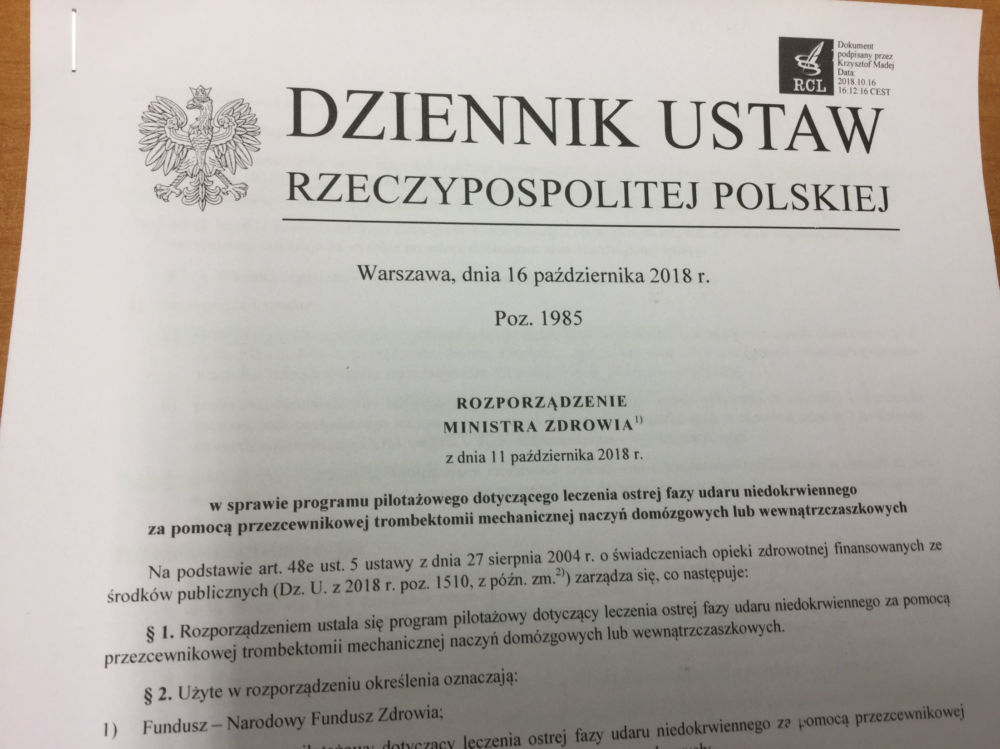 Dokument
podpisany przez
Krzysztof Madej
Data:
2018.10.16
16:12:16 CEST
RCL
DZIENNIK USTAW
RZECZYPOSPOLITEJ POLSKIEJ
Warszawa, dnia 16 października 2018 r.
Poz. 1985
ROZPORZĄDZENIE
MINISTRA ZDROWIA1)
z dnia 11 października 2018 r.
w sprawie programu pilotażowego dotyczącego leczenia ostrej fazy udaru niedokrwiennego
za pomocą przezcewnikowej trombektomii mechanicznej naczyń domózgowych lub wewnątrzczaszkowych
Na podstawie art. 48e ust. 5 ustawy z dnia 27 sierpnia 2004 r. o świadczeniach opieki zdrowotnej finansowanych ze
środków publicznych (Dz. U. z 2018 r. poz. 1510, z późn. zm.2)) zarządza się, co następuje:
§ 1. Rozporządzeniem ustala się program pilotażowy dotyczący leczenia ostrej fazy udaru niedokrwiennego za pomocą
przezcewnikowej trombektomii mechanicznej naczyń domózgowych lub wewnątrzczaszkowych.
§ 2. Użyte w rozporządzeniu określenia oznaczają:
1) Fundusz – Narodowy Fundusz Zdrowia;
dotyczący leczenia ostrej fazy udaru niedokrwiennego za pomocą przezcewnikowej